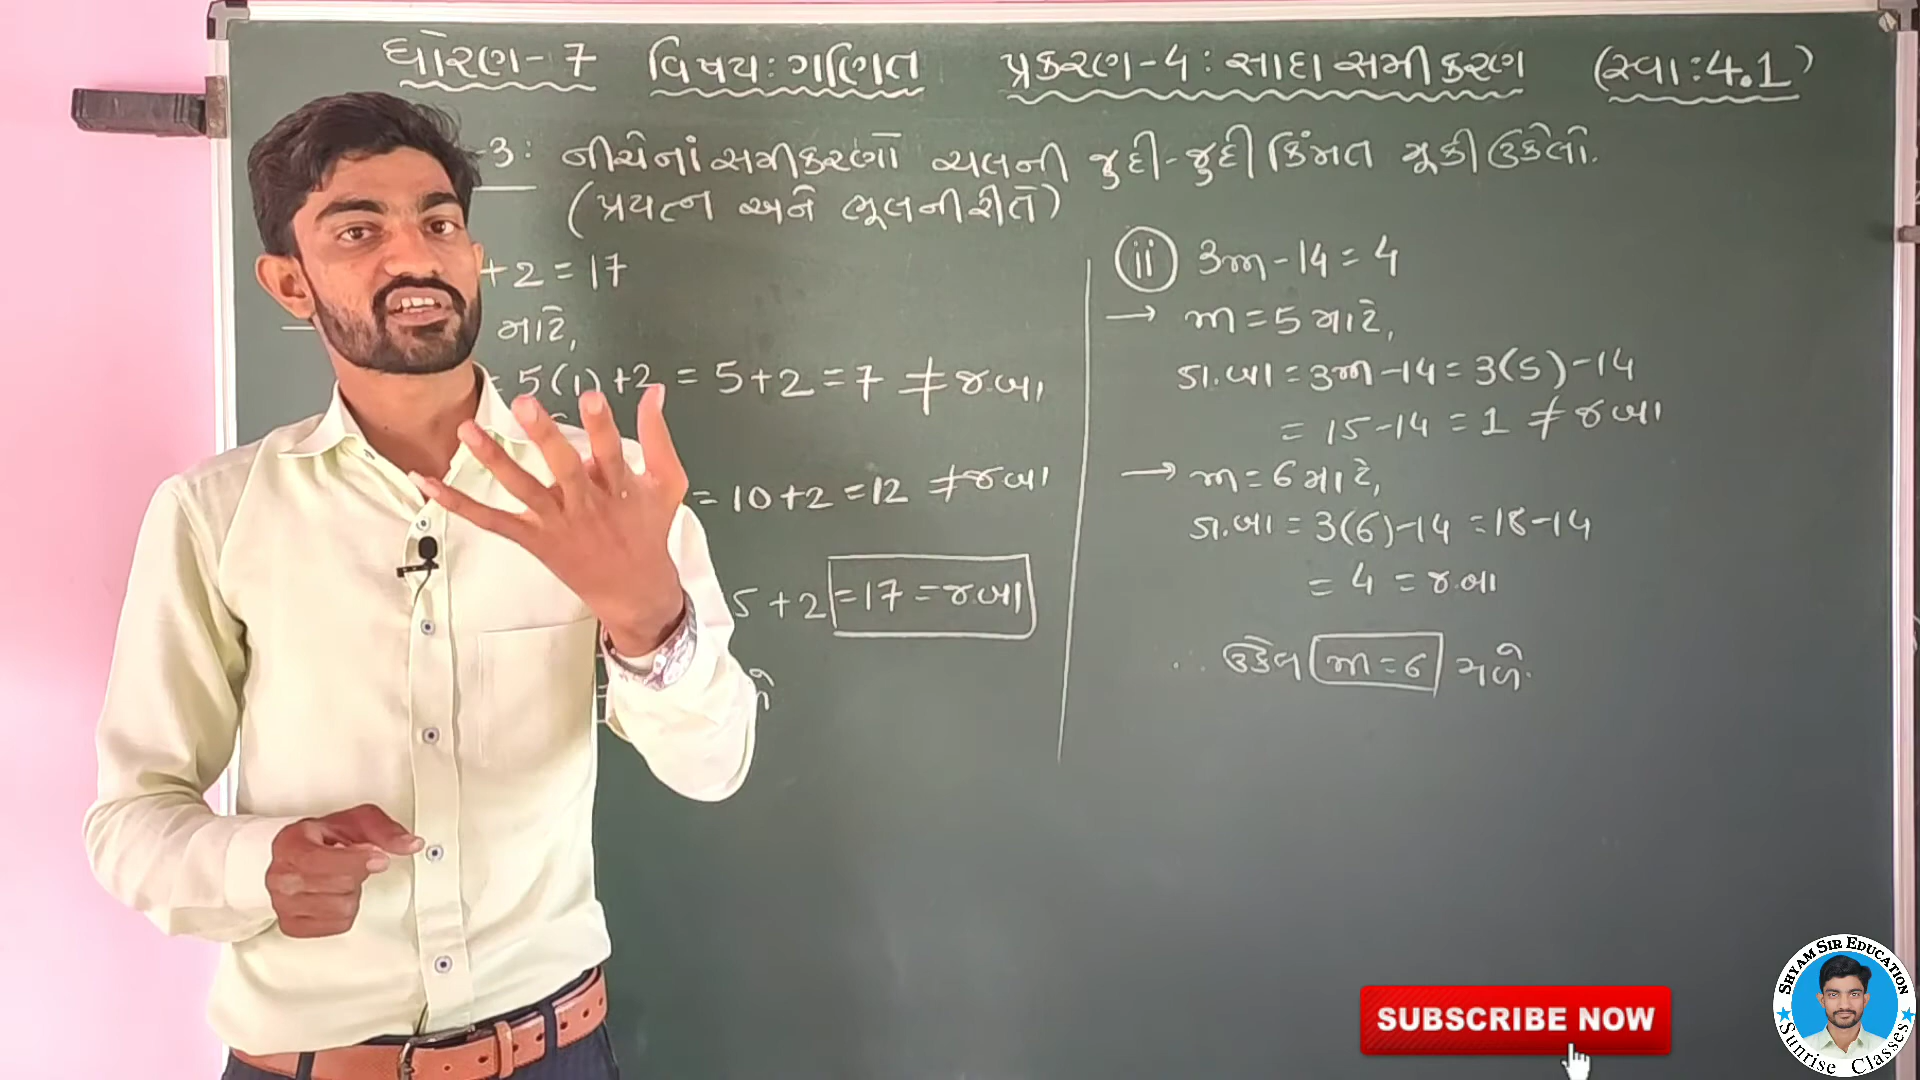 ધોરણ-7 વિષય:ગણિત પ્રકરણ-4: સાદા સમીકરણ (સ્વા:4.1)
-3: નીચેનાં સમીકરણો ચલની જુદી-જુદી કિંમત મૂકી ઉકેલો.
(પ્રયત્ન અને ભૂલની રીતે)
+2=17
માટે,
= 5(1)+2 = 5+2=7 ≠ જ.બા
= 10+2=12 ≠જ.બા
5+2 =17 = જ.બા
ii 3m-14=4
→ m=5 માટે,
ડા.બા = 3m-14 = 3(5)-14
= 15-14 = 1 ≠ જ.બા
→ m=6 માટે,
ડા.બા = 3(6)-14 = 18-14
= 4 = જ.બા
∴ ઉકેલ m=6 મળે.
SUBSCRIBE NOW
SHYAM SIR EDUCATION
Sunrise Classes